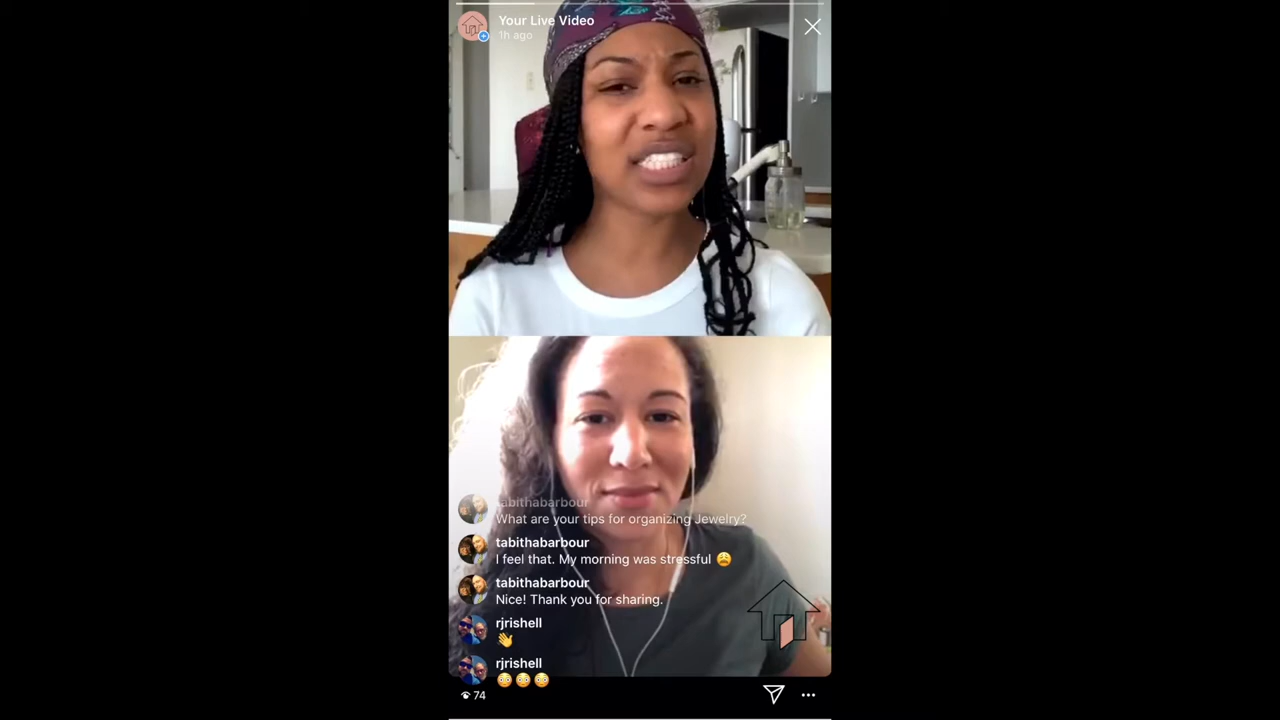 Your Live Video
1h ago
tabithabarbour
What are your tips for organizing Jewelry?
tabithabarbour
I feel that. My morning was stressful 😩
tabithabarbour
Nice! Thank you for sharing.
rjrishell
👋
rjrishell
😳😳😳
74